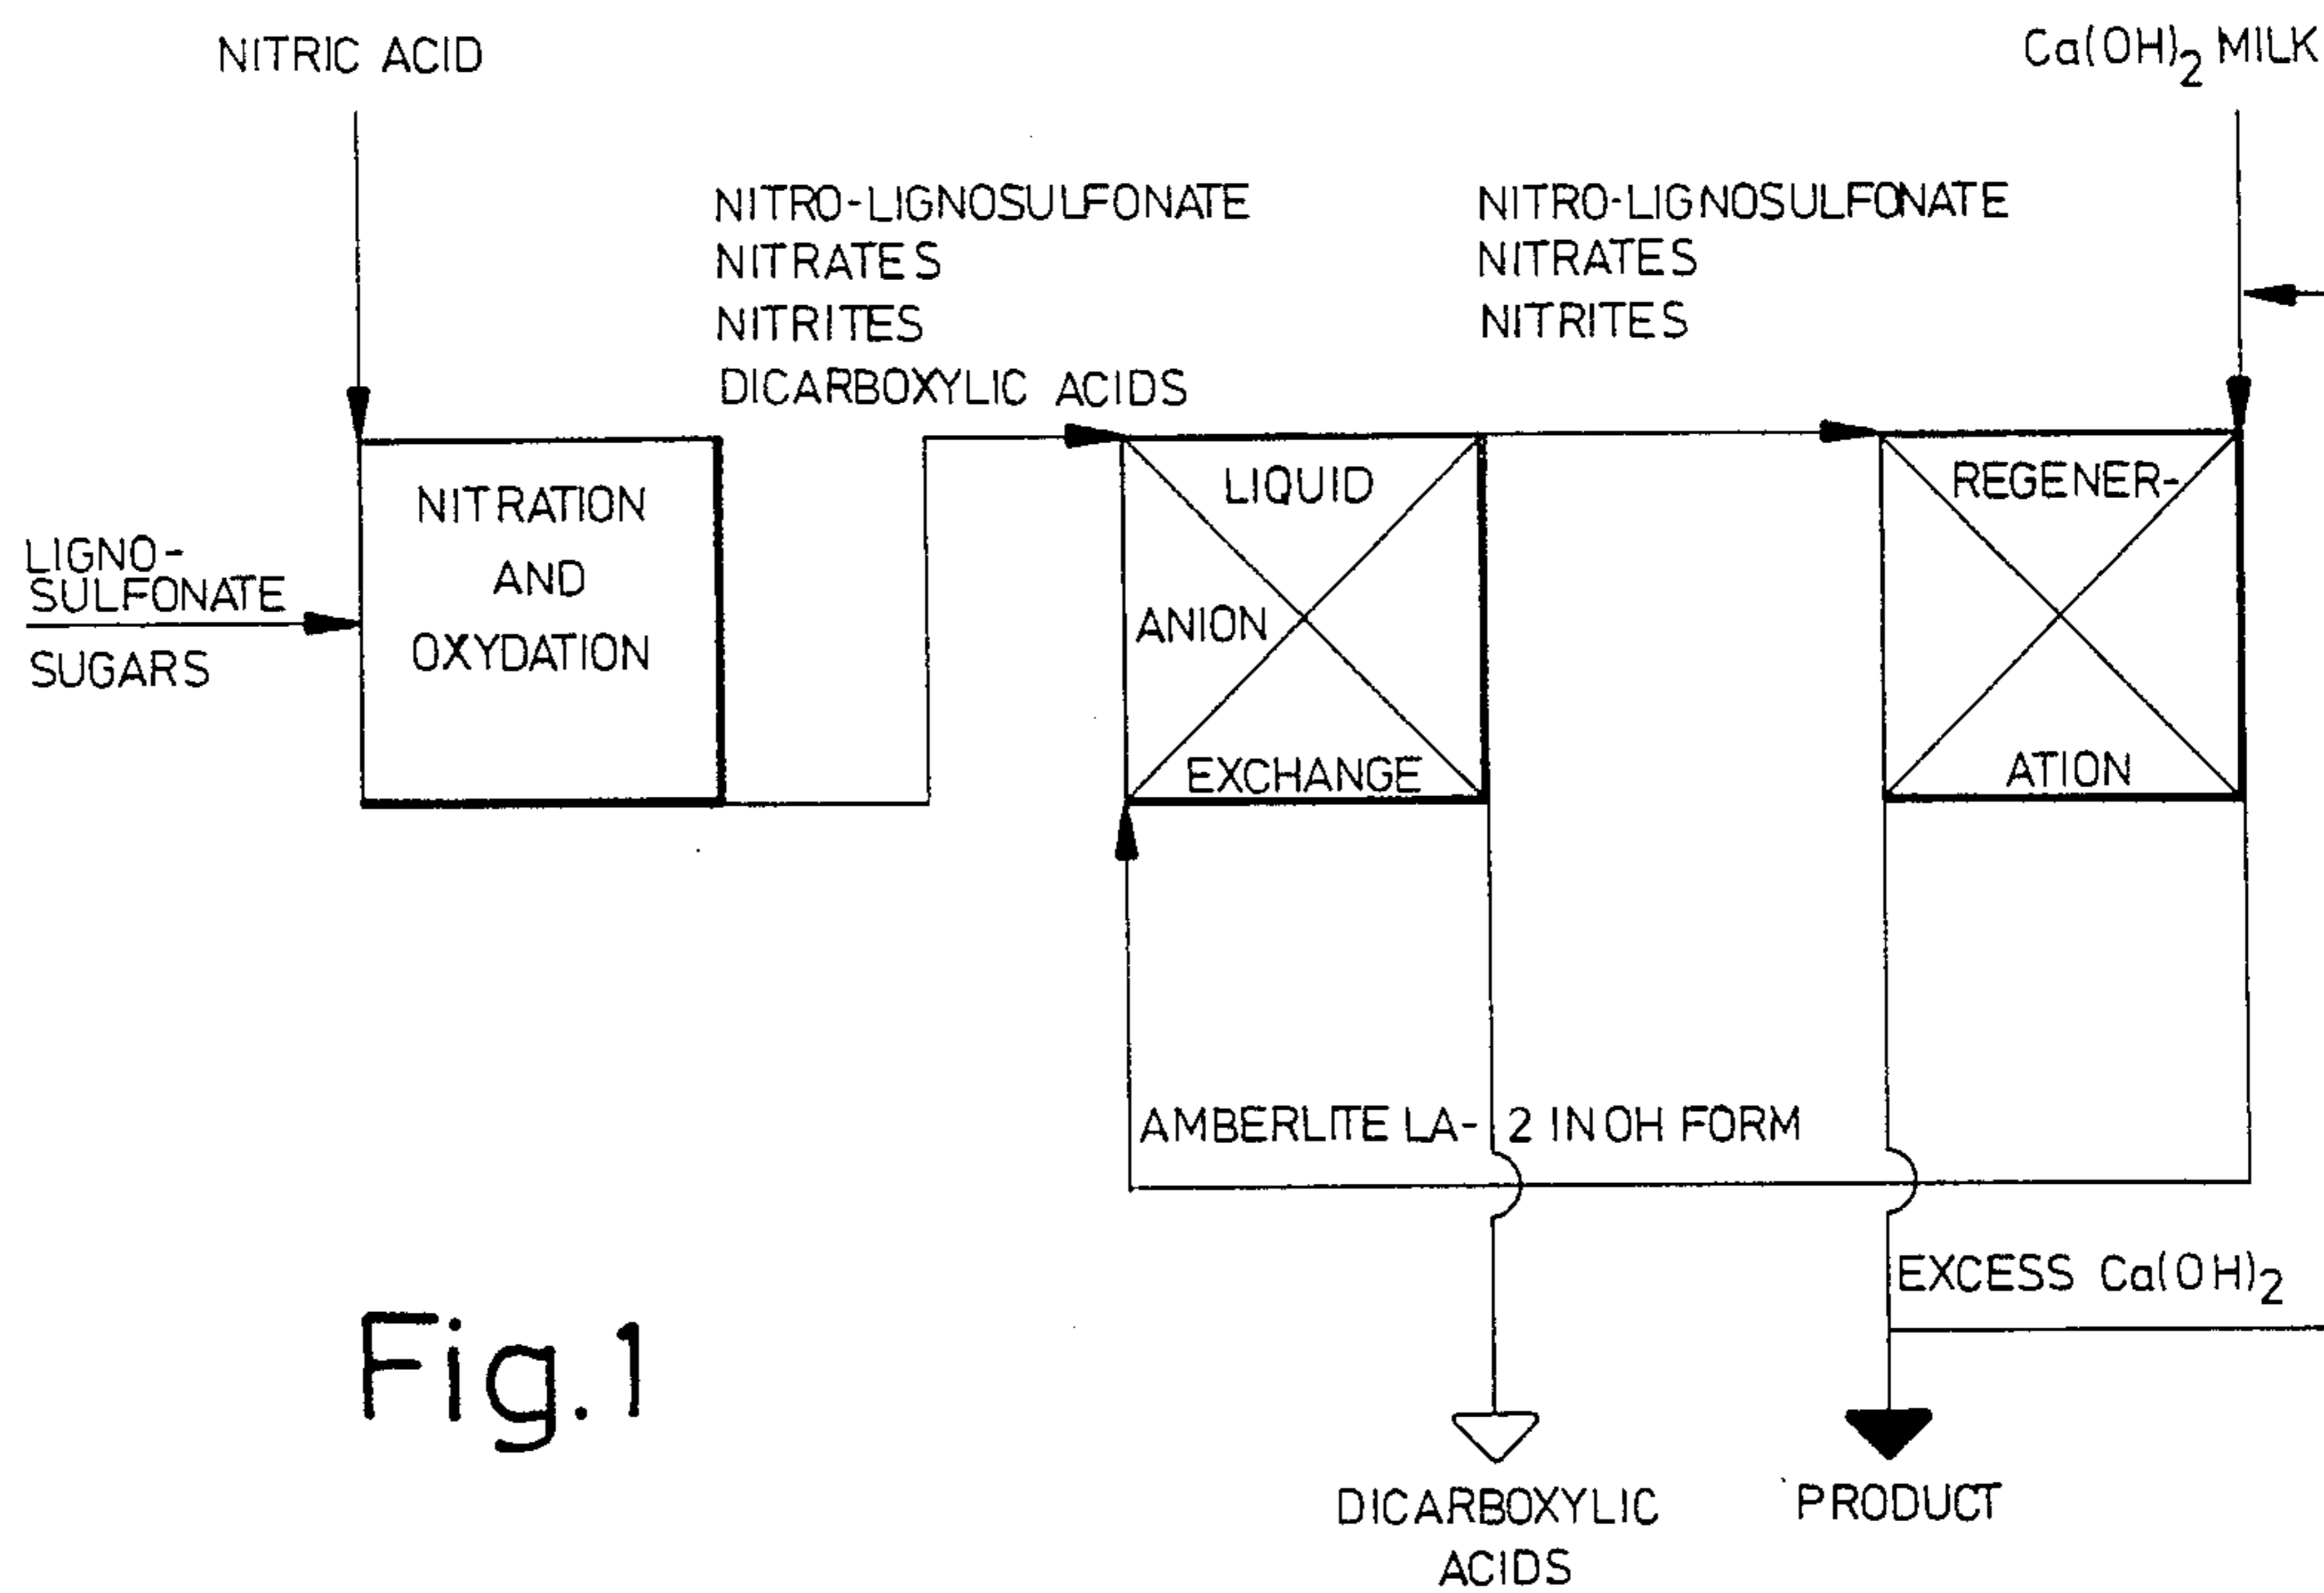 NITRIC ACID
Ca(OH)2 MILK
NITRO-LIGNOSULFONATE
NITRATES
NITRITES
DICARBOXYLIC ACIDS
NITRO-LIGNOSULFONATE
NITRATES
NITRITES
LIGNO-
SULFONATE
SUGARS
NITRATION
AND
OXYDATION
LIQUID
ANION
EXCHANGE
REGENER-
ATION
AMBERLITE LA-2 IN OH FORM
EXCESS Ca(OH)2
Fig.1
DICARBOXYLIC
ACIDS
PRODUCT